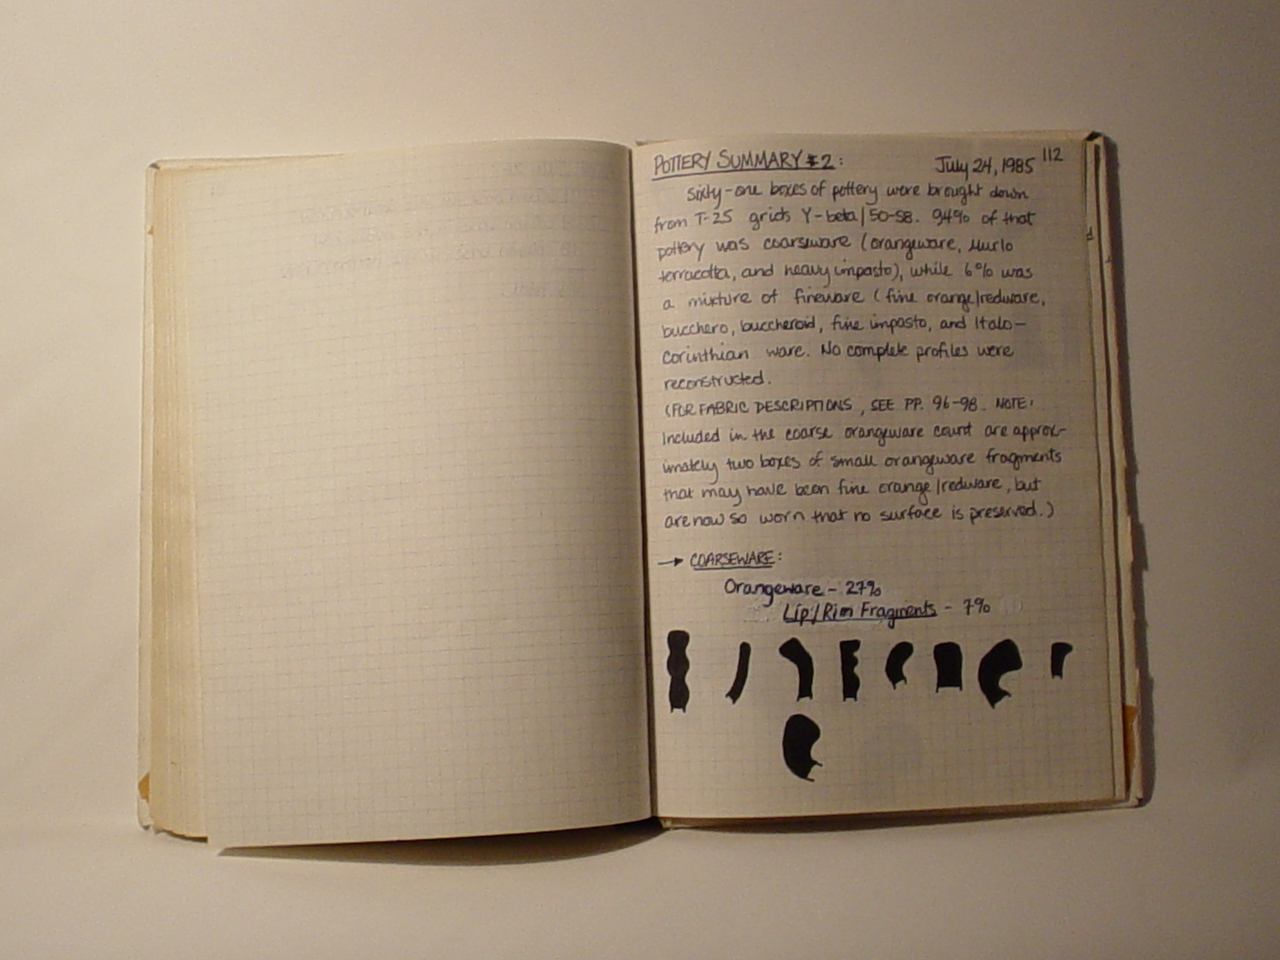 112
POTTERY SUMMARY #2: July 24, 1985
Sixty-one boxes of pottery were brought down
from T-25 grids Y-beta/50-58. 94% of that
pottery was coarseware (orangeware, Murlo
terracotta, and heavy imposto), while 6% was
a mixture of fineware (fine orange/redware,
bucchero, buccheroid, fine imposto, and Italo-
Corinthian ware. No complete profiles were
reconstructed.
(FOR FABRIC DESCRIPTIONS, SEE PP. 96-98. NOTE:
Included in the coarse orangeware count are approx-
imately two boxes of small orangeware fragments
that may have been fine orange/redware, but
are now so worn that no surface is preserved.)
→ COARSEWARE:
Orangeware - 27%
Lip/Rim Fragments - 7%